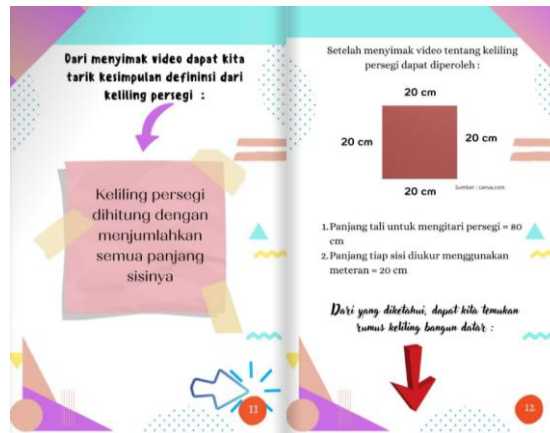 Dari menyimak video dapat kita
tarik kesimpulan defininsi dari
keliling persegi :
Keliling persegi
dihitung dengan
menjumlahkan
semua panjang
sisinya
11
Setelah menyimak video tentang keliling
persegi dapat diperoleh :
20 cm
20 cm
20 cm
20 cm
Sumber : canva.com
1. Panjang tali untuk mengitari persegi = 80
cm
2. Panjang tiap sisi diukur menggunakan
meteran = 20 cm
Dari yang diketahui, dapat kita temukan
rumus keliling bangun datar :
12